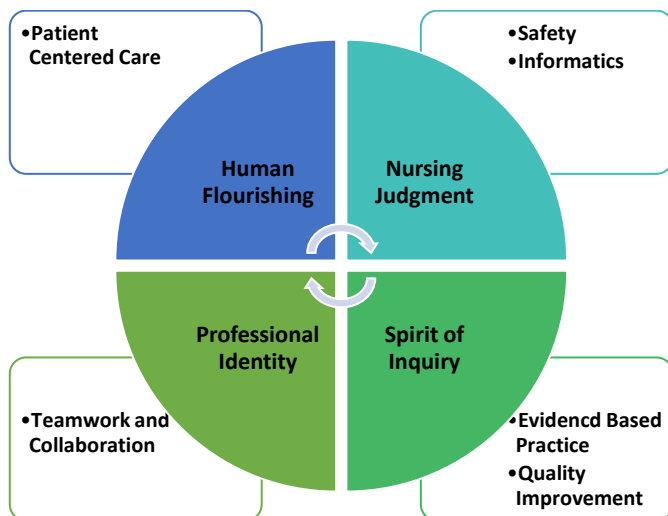 •Patient
Centered Care
•Safety
•Informatics
Human
Flourishing
Nursing
Judgment
Professional
Identity
Spirit of
Inquiry
•Teamwork and
Collaboration
•Evidencd Based
Practice
•Quality
Improvement